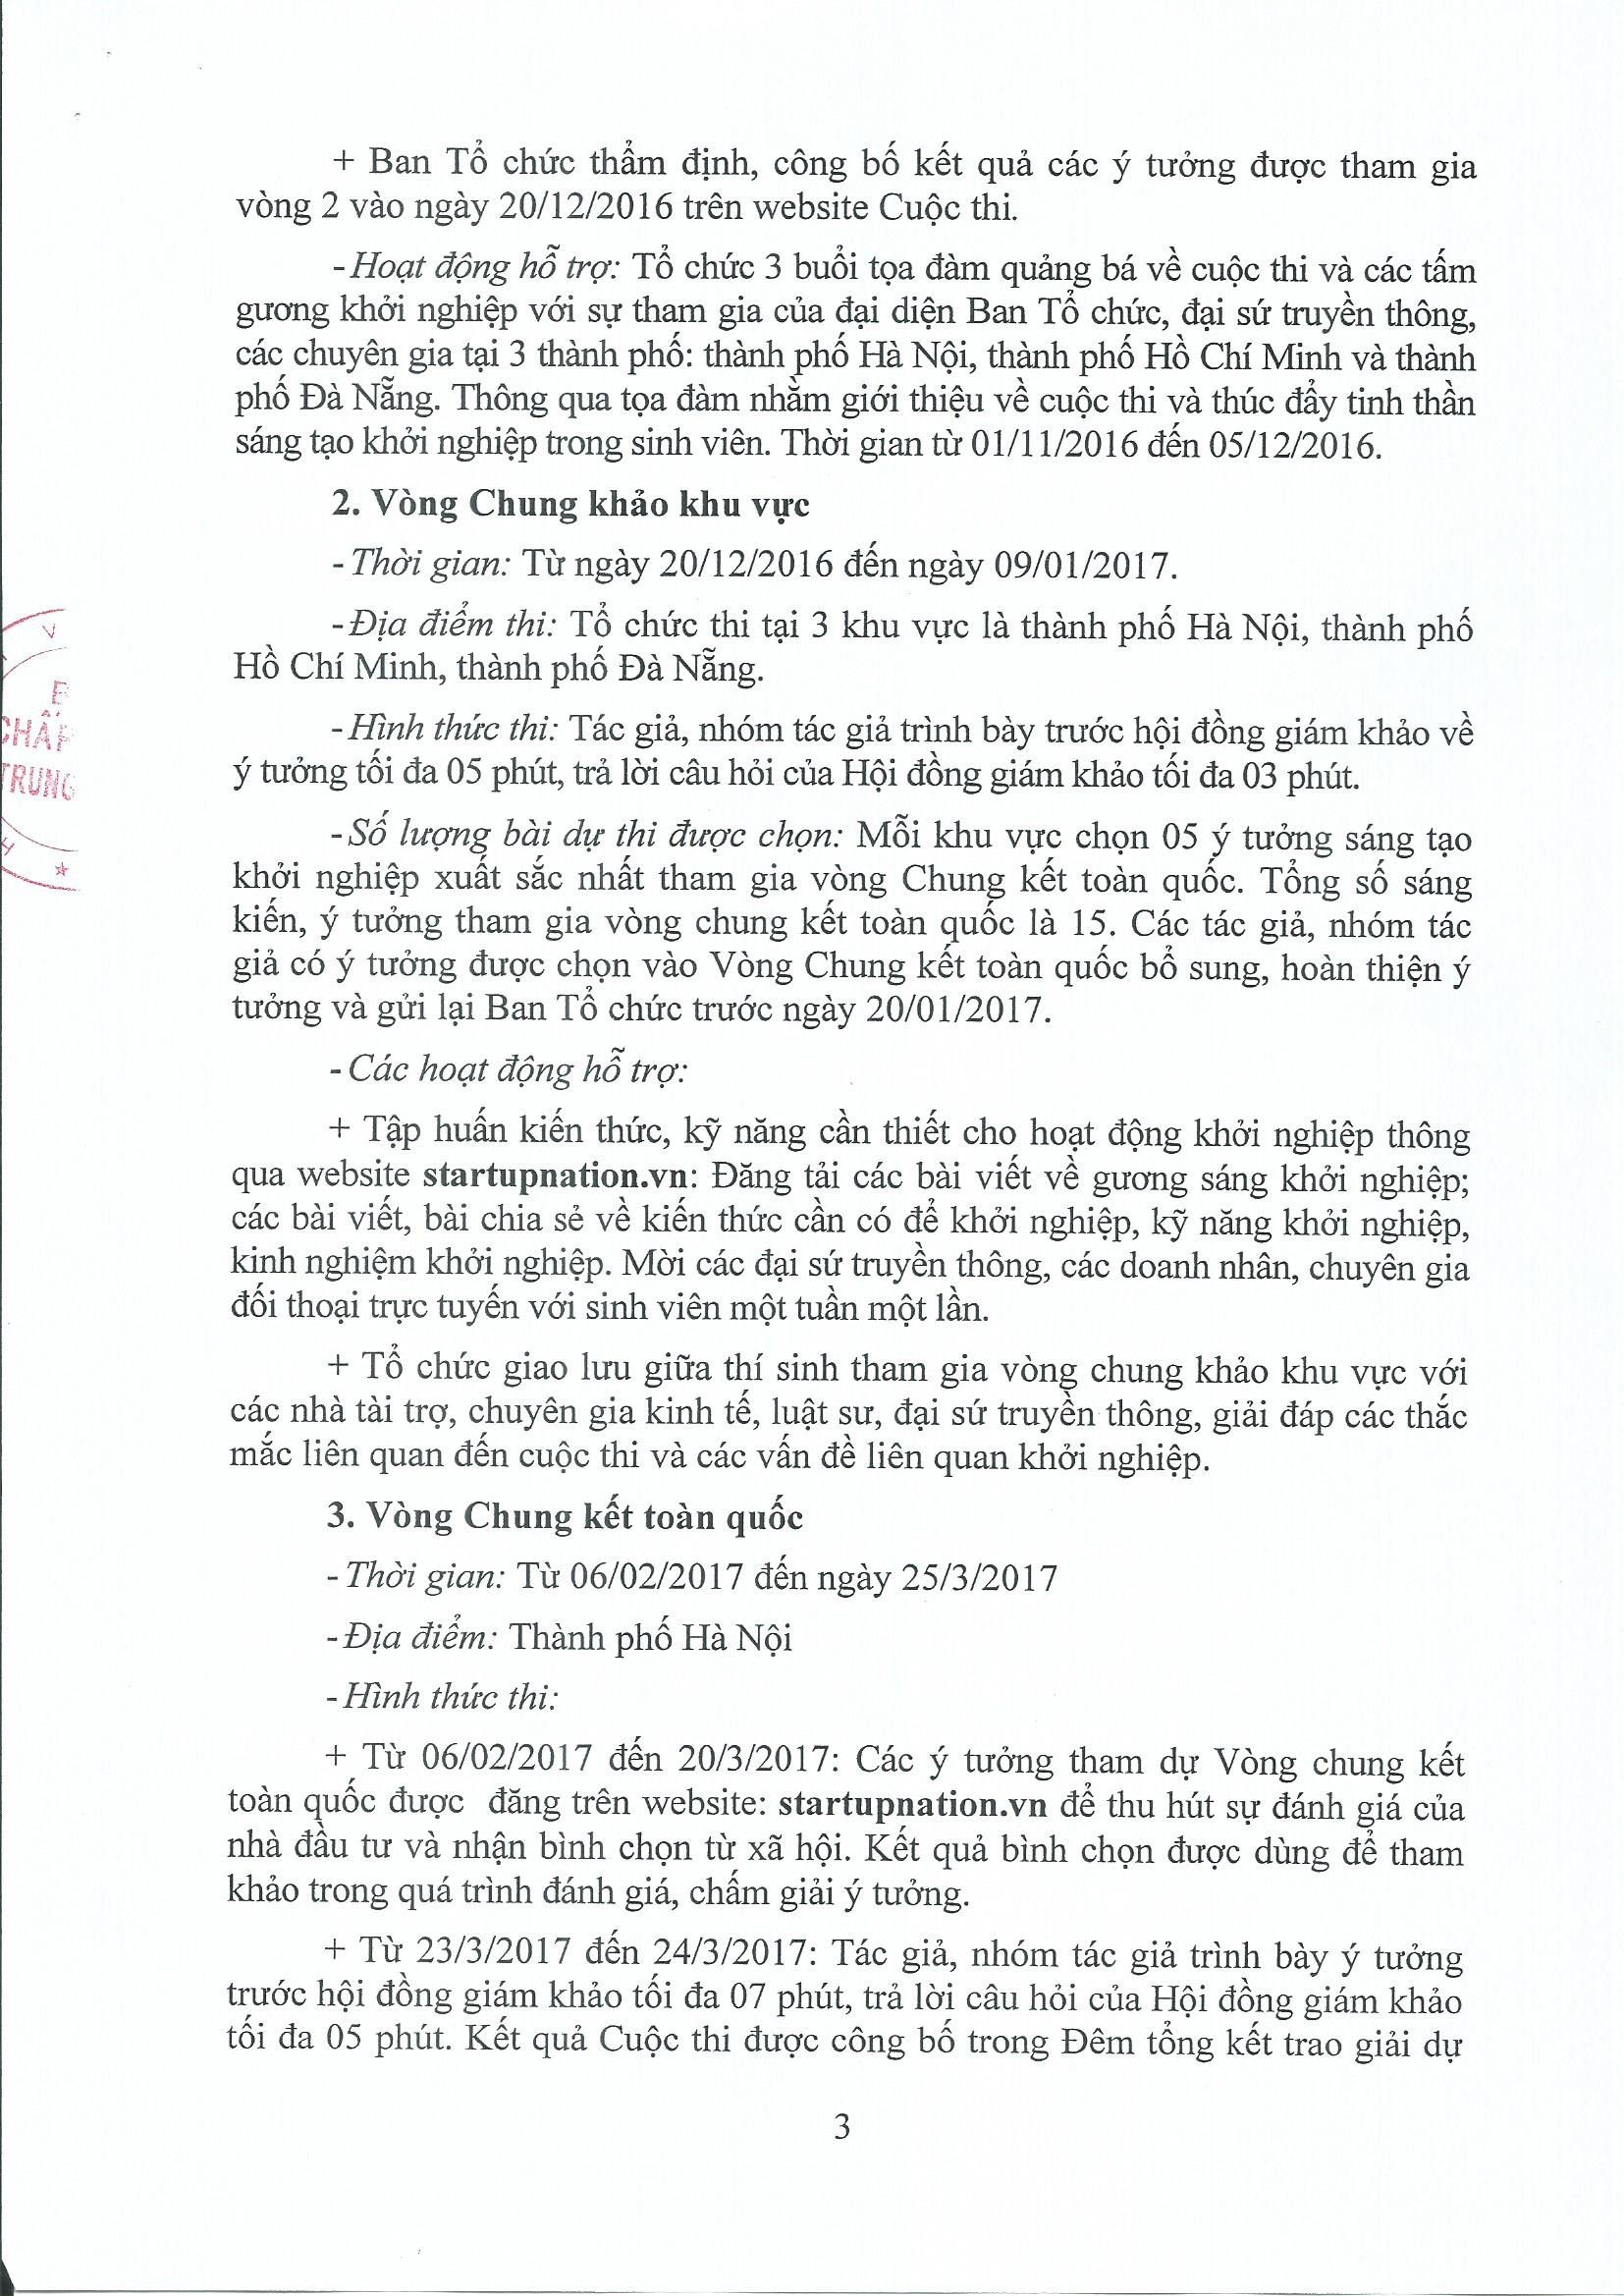 + Ban Tổ chức thẩm định, công bố kết quả các ý tưởng được tham gia
vòng 2 vào ngày 20/12/2016 trên website Cuộc thi.
- Hoạt động hỗ trợ: Tổ chức 3 buổi tọa đàm quảng bá về cuộc thi và các tấm
gương khởi nghiệp với sự tham gia của đại diện Ban Tổ chức, đại sứ truyền thông,
các chuyên gia tại 3 thành phố: thành phố Hà Nội, thành phố Hồ Chí Minh và thành
phố Đà Nẵng. Thông qua tọa đàm nhằm giới thiệu về cuộc thi và thúc đẩy tinh thần
sáng tạo khởi nghiệp trong sinh viên. Thời gian từ 01/11/2016 đến 05/12/2016.
2. Vòng Chung khảo khu vực
- Thời gian: Từ ngày 20/12/2016 đến ngày 09/01/2017.
- Địa điểm thi: Tổ chức thi tại 3 khu vực là thành phố Hà Nội, thành phố
Hồ Chí Minh, thành phố Đà Nẵng.
- Hình thức thi: Tác giả, nhóm tác giả trình bày trước hội đồng giám khảo về
ý tưởng tối đa 05 phút, trả lời câu hỏi của Hội đồng giám khảo tối đa 03 phút.
- Số lượng bài dự thi được chọn: Mỗi khu vực chọn 05 ý tưởng sáng tạo
khởi nghiệp xuất sắc nhất tham gia vòng Chung kết toàn quốc. Tổng số sáng
kiến, ý tưởng tham gia vòng chung kết toàn quốc là 15. Các tác giả, nhóm tác
giả có ý tưởng được chọn vào Vòng Chung kết toàn quốc bổ sung, hoàn thiện ý
tưởng và gửi lại Ban Tổ chức trước ngày 20/01/2017.
- Các hoạt động hỗ trợ:
+ Tập huấn kiến thức, kỹ năng cần thiết cho hoạt động khởi nghiệp thông
qua website startupnation.vn: Đăng tải các bài viết về gương sáng khởi nghiệp;
các bài viết, bài chia sẻ về kiến thức cần có để khởi nghiệp, kỹ năng khởi nghiệp,
kinh nghiệm khởi nghiệp. Mời các đại sứ truyền thông, các doanh nhân, chuyên gia
đối thoại trực tuyến với sinh viên một tuần một lần.
+ Tổ chức giao lưu giữa thí sinh tham gia vòng chung khảo khu vực với
các nhà tài trợ, chuyên gia kinh tế, luật sư, đại sứ truyền thông, giải đáp các thắc
mắc liên quan đến cuộc thi và các vấn đề liên quan khởi nghiệp.
3. Vòng Chung kết toàn quốc
- Thời gian: Từ 06/02/2017 đến ngày 25/3/2017
- Địa điểm: Thành phố Hà Nội
- Hình thức thi:
+ Từ 06/02/2017 đến 20/3/2017: Các ý tưởng tham dự Vòng chung kết
toàn quốc được đăng trên website: startupnation.vn để thu hút sự đánh giá của
nhà đầu tư và nhận bình chọn từ xã hội. Kết quả bình chọn được dùng để tham
khảo trong quá trình đánh giá, chấm giải ý tưởng.
+ Từ 23/3/2017 đến 24/3/2017: Tác giả, nhóm tác giả trình bày ý tưởng
trước hội đồng giám khảo tối đa 07 phút, trả lời câu hỏi của Hội đồng giám khảo
tối đa 05 phút. Kết quả Cuộc thi được công bố trong Đêm tổng kết trao giải dự
3
TRUNG